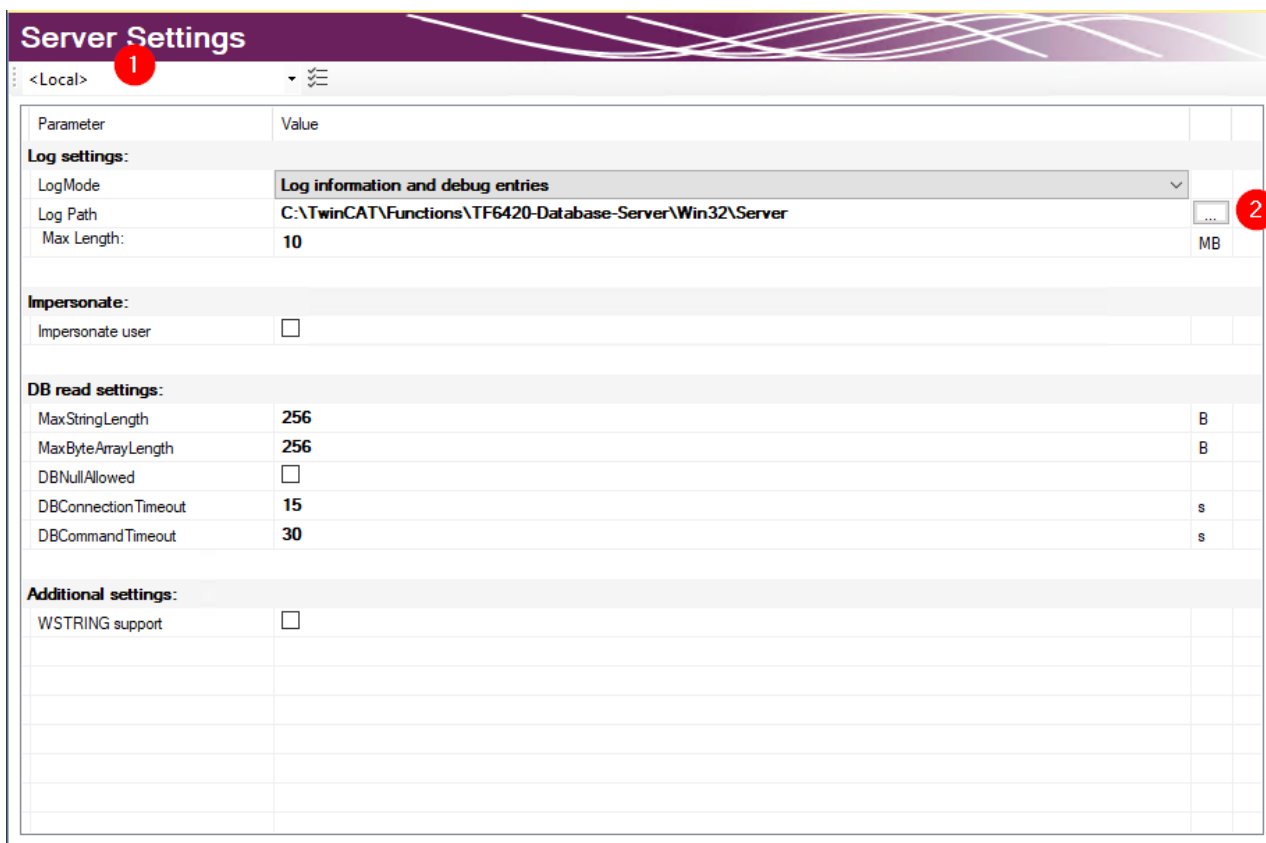 Server Settings
1
<Local>
Parameter Value
Log settings:
LogMode Log information and debug entries
Log Path C:\TwinCAT\Functions\TF6420-Database-Server\Win32\Server ... 2
Max Length: 10 MB
Impersonate:
Impersonate user
DB read settings:
MaxStringLength 256 B
MaxByteArrayLength 256 B
DBNullAllowed
DBConnectionTimeout 15 s
DBCommandTimeout 30 s
Additional settings:
WSTRING support